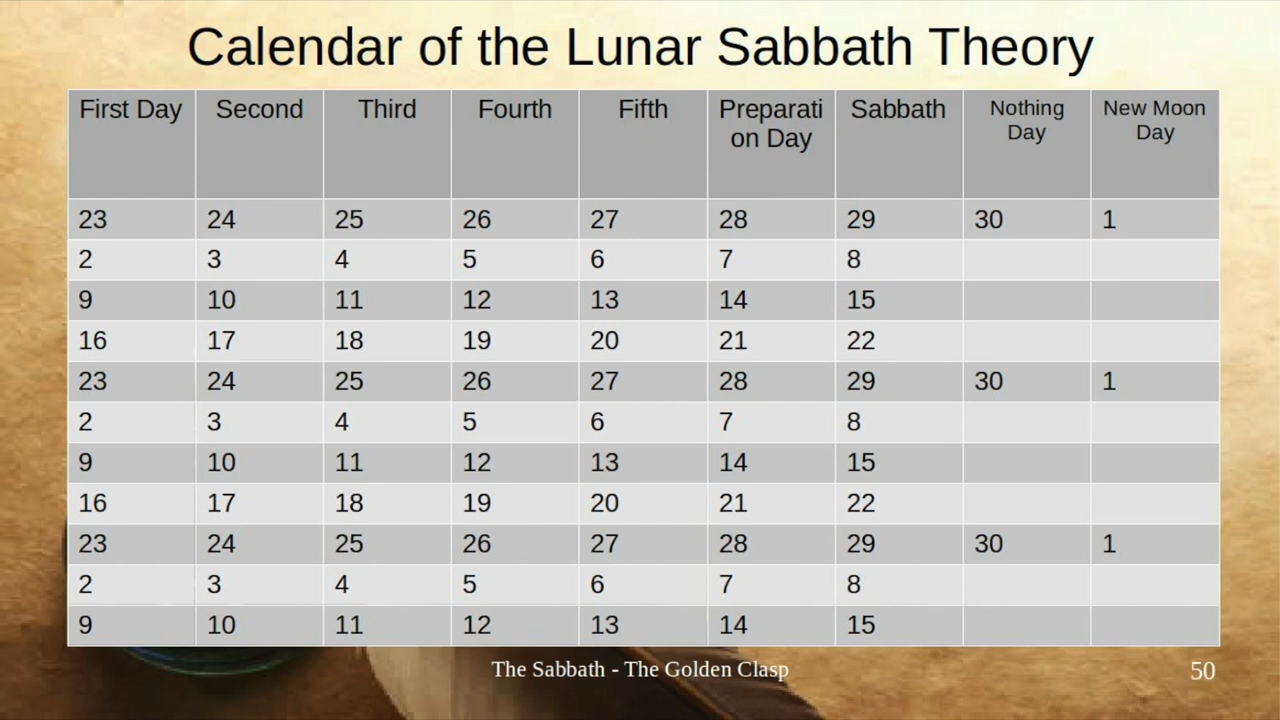 Calendar of the Lunar Sabbath Theory
First Day Second Third Fourth Fifth Preparati on Day Sabbath Nothing Day New Moon Day
23 24 25 26 27 28 29 30 1
2 3 4 5 6 7 8
9 10 11 12 13 14 15
16 17 18 19 20 21 22
23 24 25 26 27 28 29 30 1
2 3 4 5 6 7 8
9 10 11 12 13 14 15
16 17 18 19 20 21 22
23 24 25 26 27 28 29 30 1
2 3 4 5 6 7 8
9 10 11 12 13 14 15
The Sabbath - The Golden Clasp 50